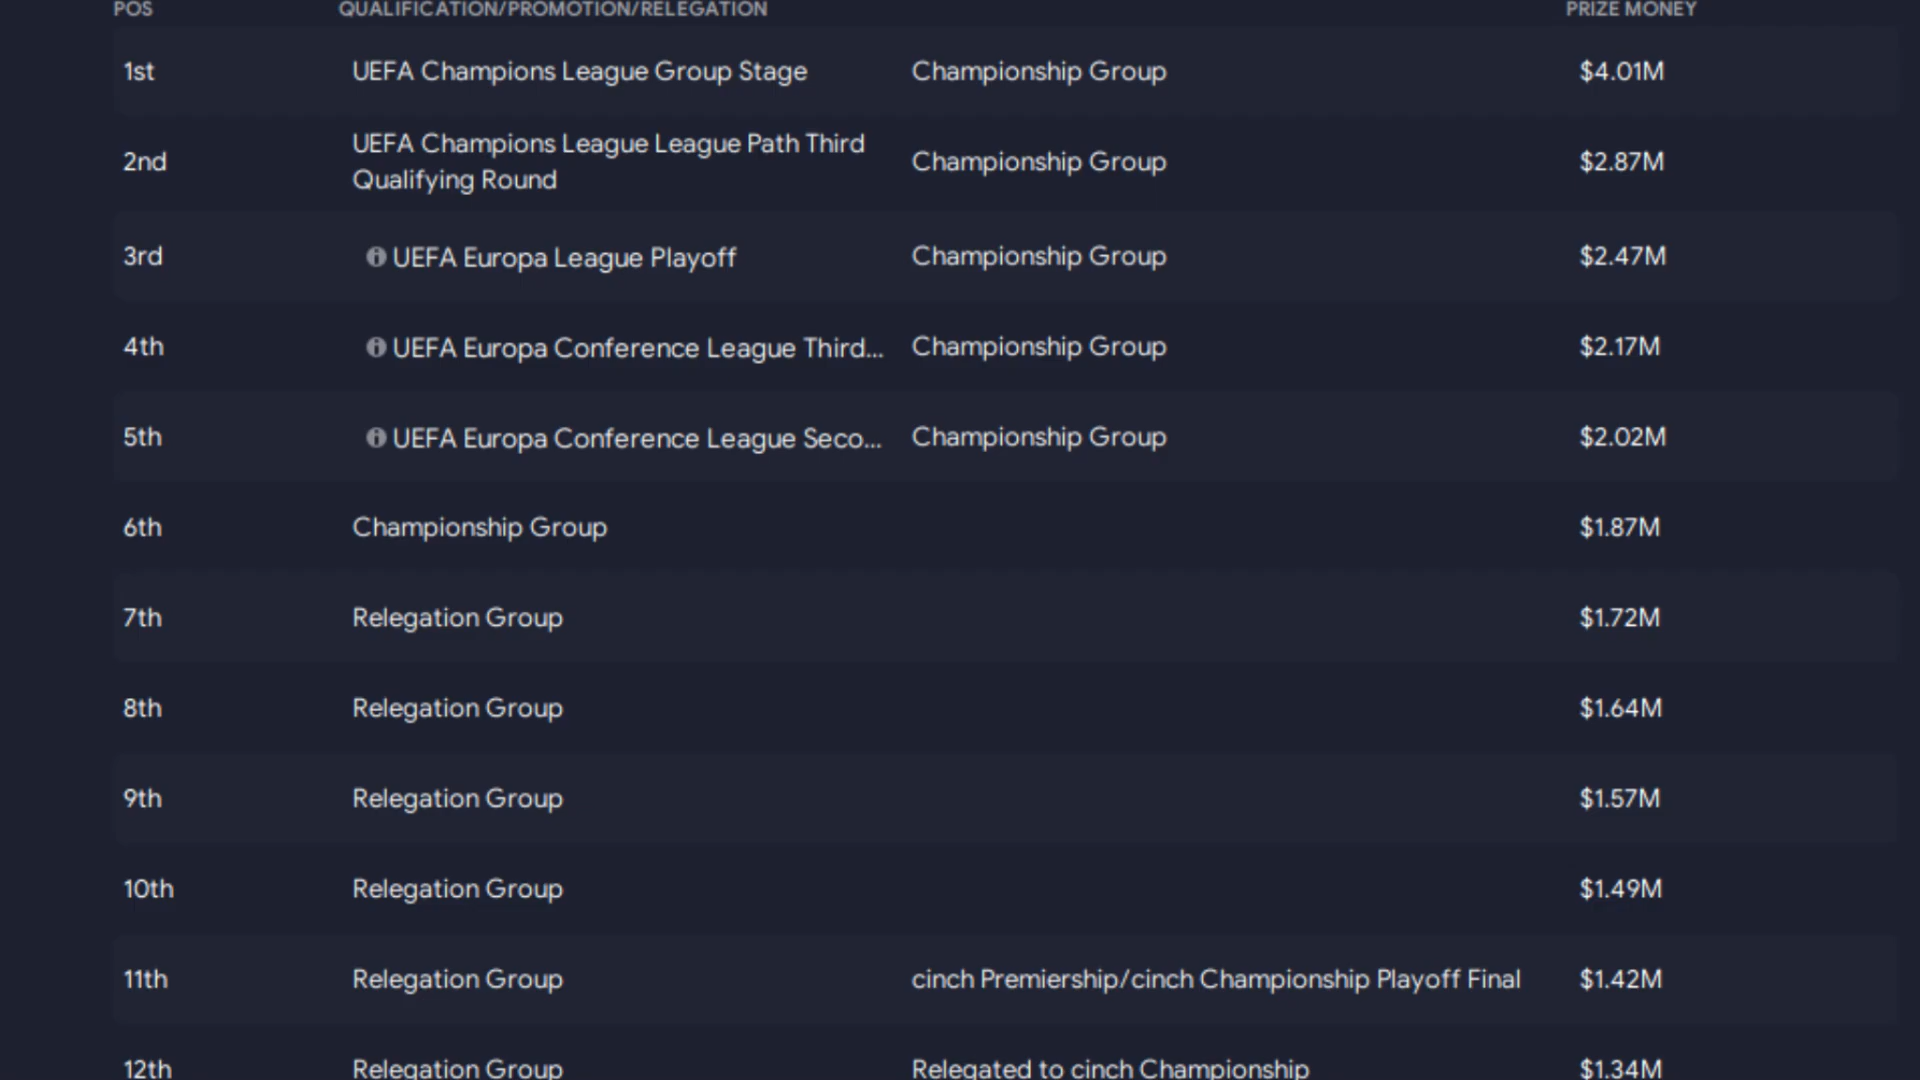 POS QUALIFICATION/PROMOTION/RELEGATION PRIZE MONEY
1st UEFA Champions League Group Stage Championship Group $4.01M
2nd UEFA Champions League League Path Third Qualifying Round Championship Group $2.87M
3rd UEFA Europa League Playoff Championship Group $2.47M
4th UEFA Europa Conference League Third... Championship Group $2.17M
5th UEFA Europa Conference League Seco... Championship Group $2.02M
6th Championship Group $1.87M
7th Relegation Group $1.72M
8th Relegation Group $1.64M
9th Relegation Group $1.57M
10th Relegation Group $1.49M
11th Relegation Group cinch Premiership/cinch Championship Playoff Final $1.42M
12th Relegation Group Relegated to cinch Championship $1.34M